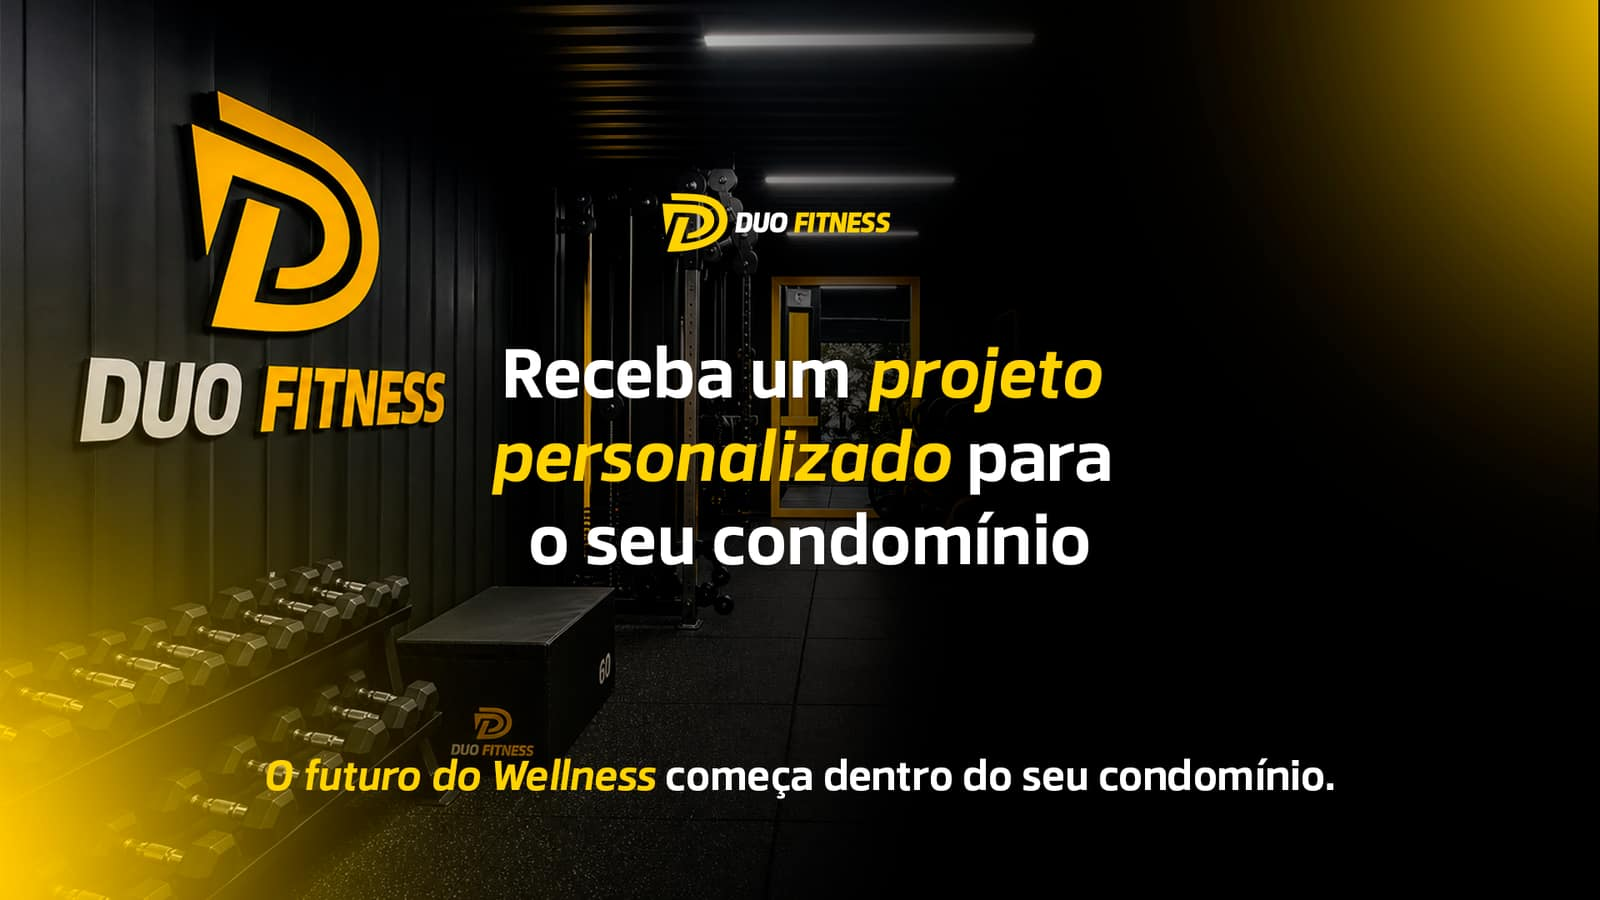 DUO FITNESS
DUO FITNESS
Receba um projeto
personalizado para
o seu condomínio
60
DUO FITNESS
O futuro do Wellness começa dentro do seu condomínio.